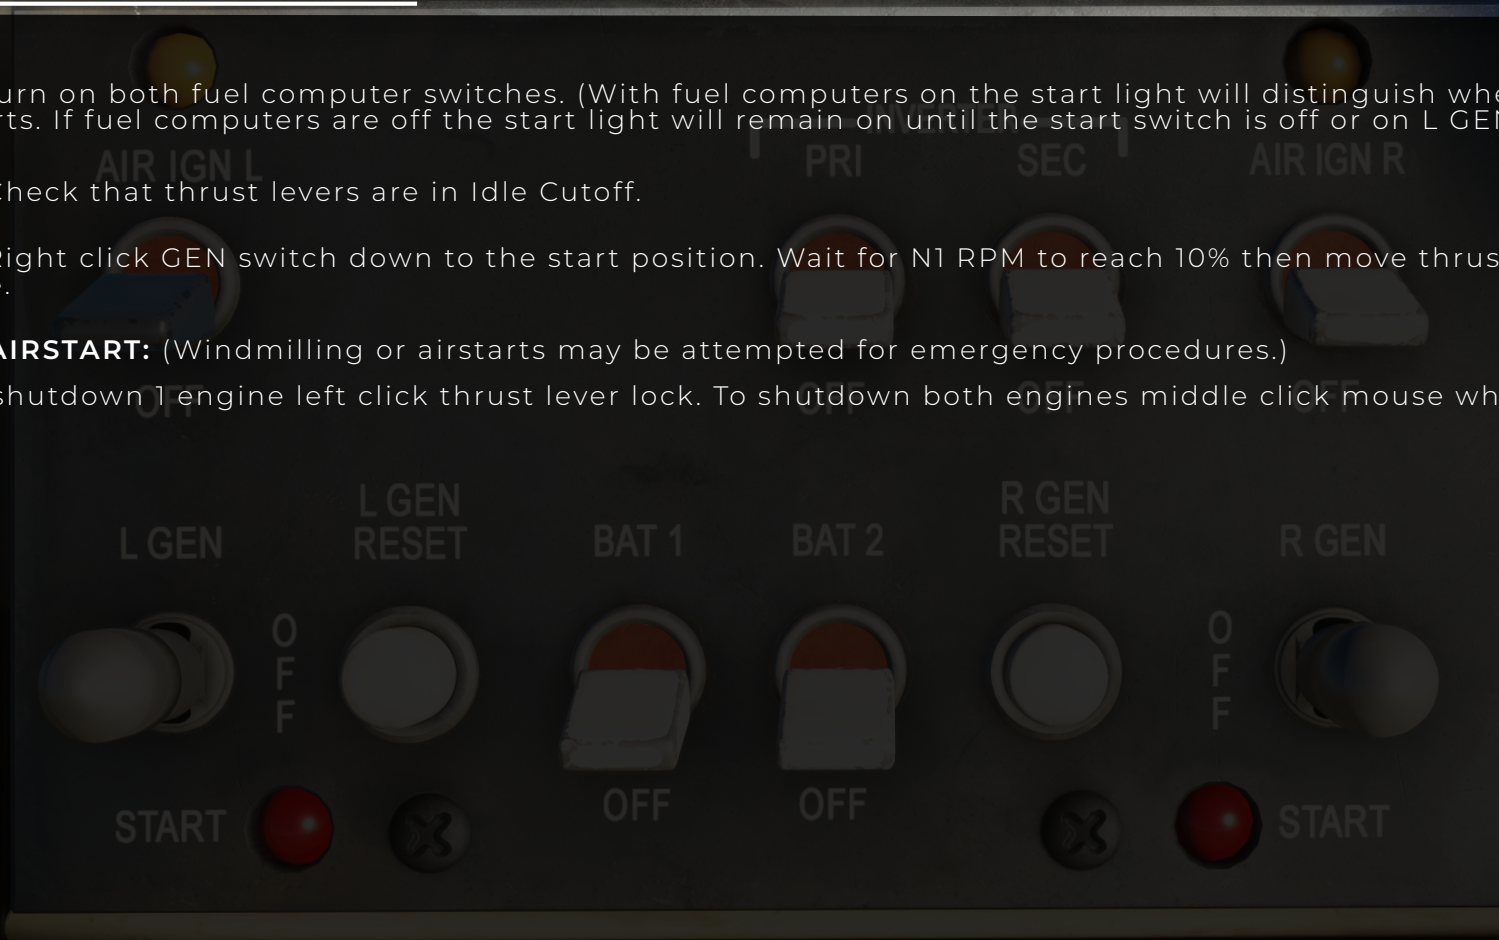 urn on both fuel computer switches. (With fuel computers on the start light will distinguish whe
rts. If fuel computers are off the start light will remain on until the start switch is off or on L GEN
INVERTER
AIR IGN L
PRI
SEC
AIR IGN R
Check that thrust levers are in Idle Cutoff.
Right click GEN switch down to the start position. Wait for N1 RPM to reach 10% then move thrus
AIRSTART: (Windmilling or airstarts may be attempted for emergency procedures.)
shutdown 1 engine left click thrust lever lock. To shutdown both engines middle click mouse wh
OFF
OFF
OFF
OFF
L GEN
L GEN RESET
BAT 1
BAT 2
R GEN RESET
R GEN
OFF
OFF
START
OFF
OFF
START